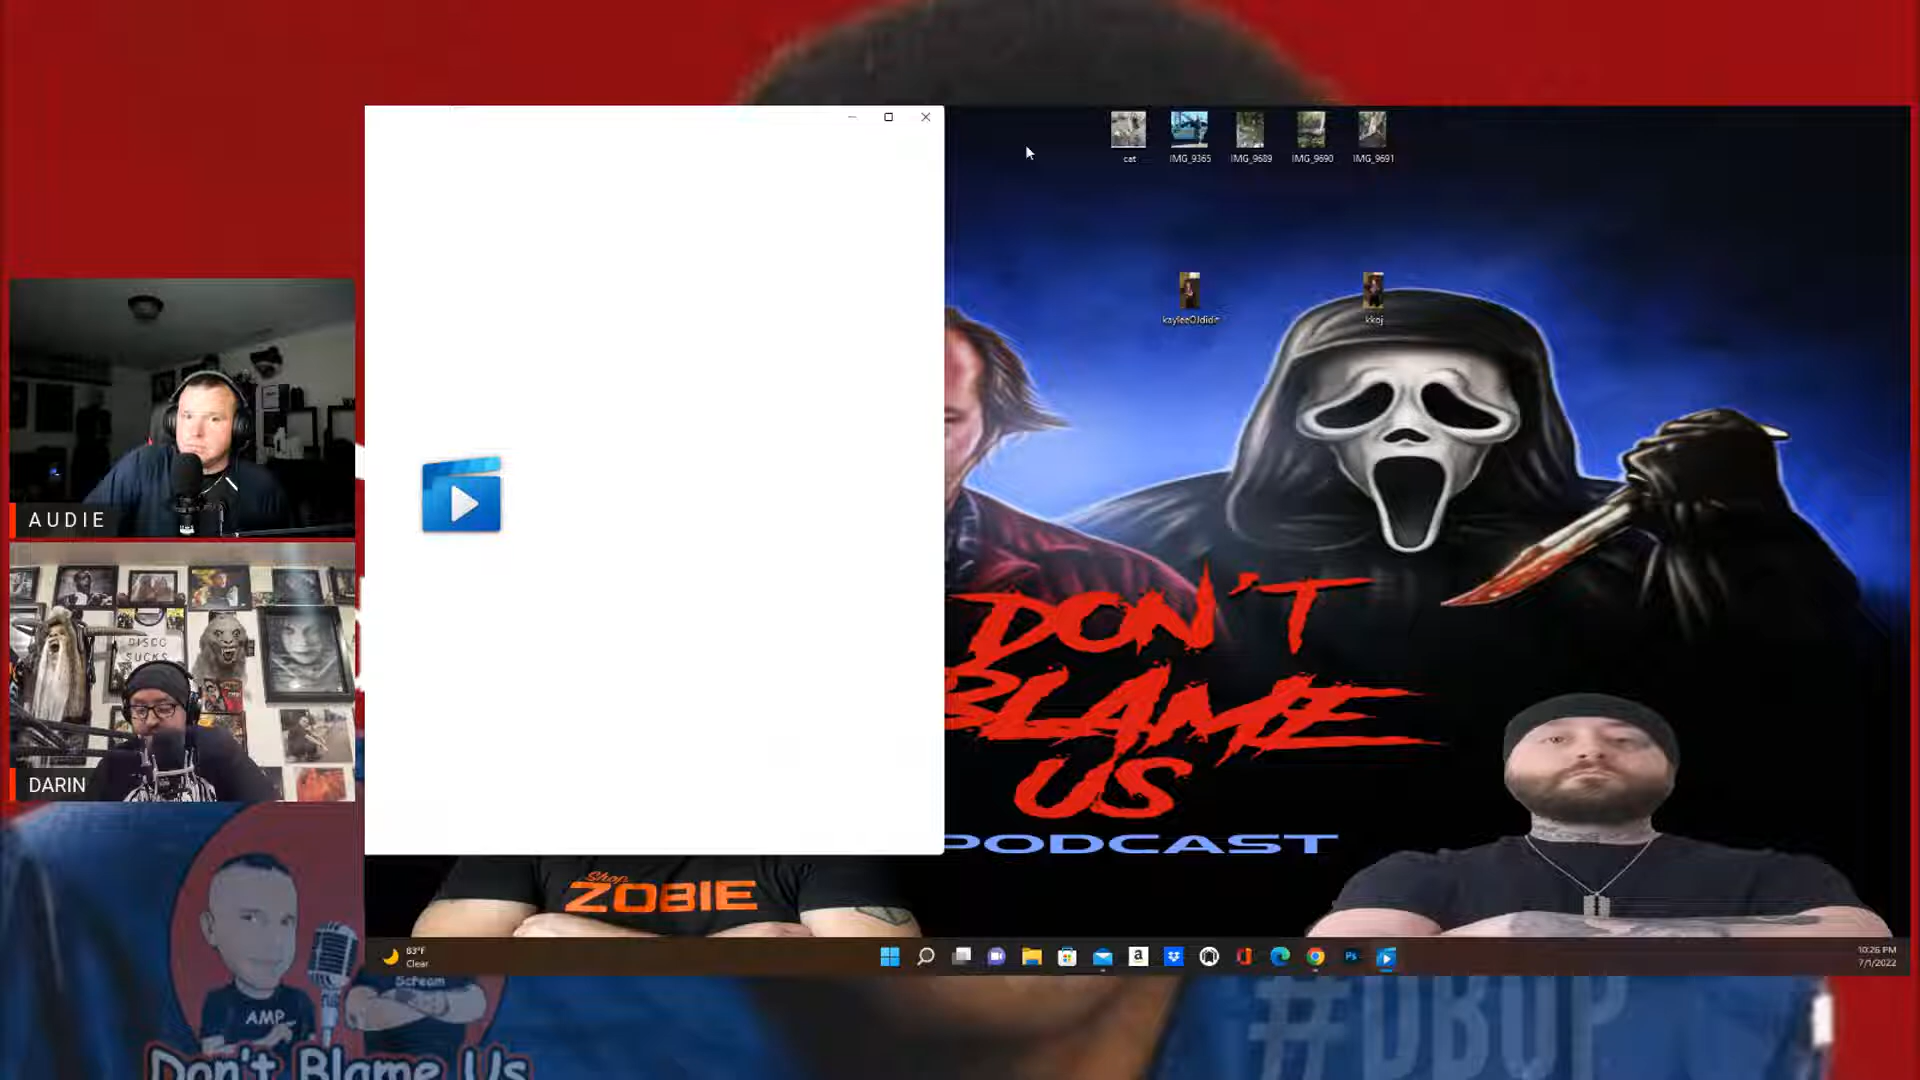 cat
IMG_9365
IMG_9689
IMG_9690
IMG_9691
kayleeOJdidit
kkoj
AUDIE
DISCO
SUCKS
DARIN
DON'T
BLAME
US
PODCAST
Shop
ZOBIE
83°F
Clear
10:26 PM
7/1/2022
Scream
AMP
Don't Blame Us
#DBUP